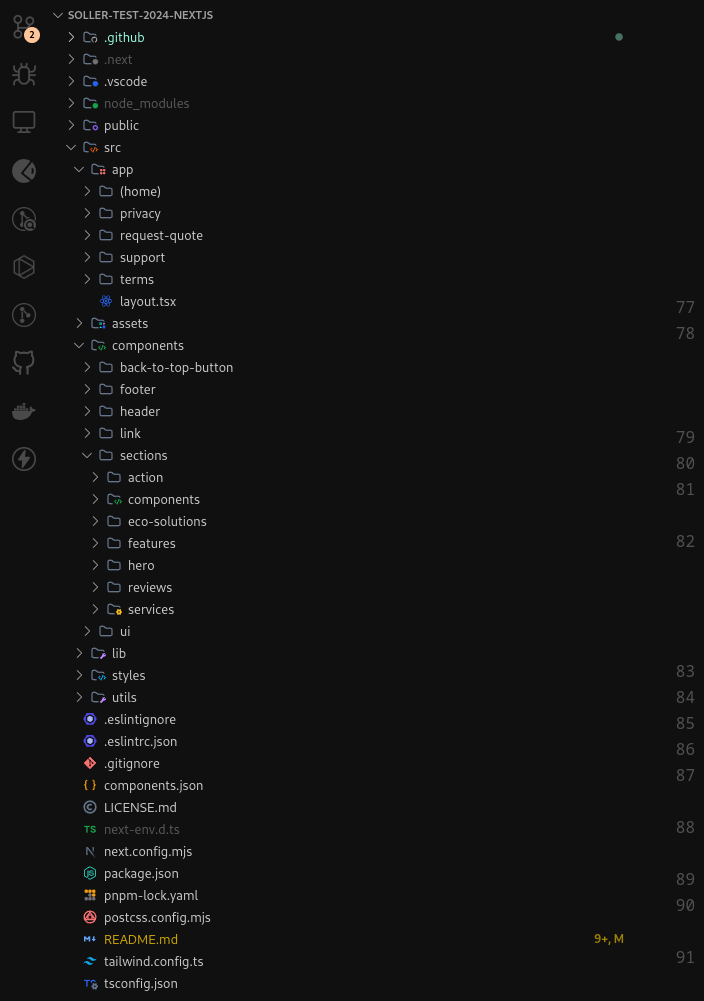 2
SOLLER-TEST-2024-NEXTJS
.github
.next
.vscode
node_modules
public
src
app
(home)
privacy
request-quote
support
terms
layout.tsx
77
assets
78
components
back-to-top-button
footer
header
link
79
sections
80
action
81
components
eco-solutions
features
82
hero
reviews
services
ui
lib
83
styles
84
utils
.eslintignore
85
.eslintrc.json
86
.gitignore
87
components.json
LICENSE.md
TS next-env.d.ts
88
N next.config.mjs
package.json
89
pnpm-lock.yaml
90
postcss.config.mjs
M↓ README.md 9+, M
tailwind.config.ts
91
TS tsconfig.json